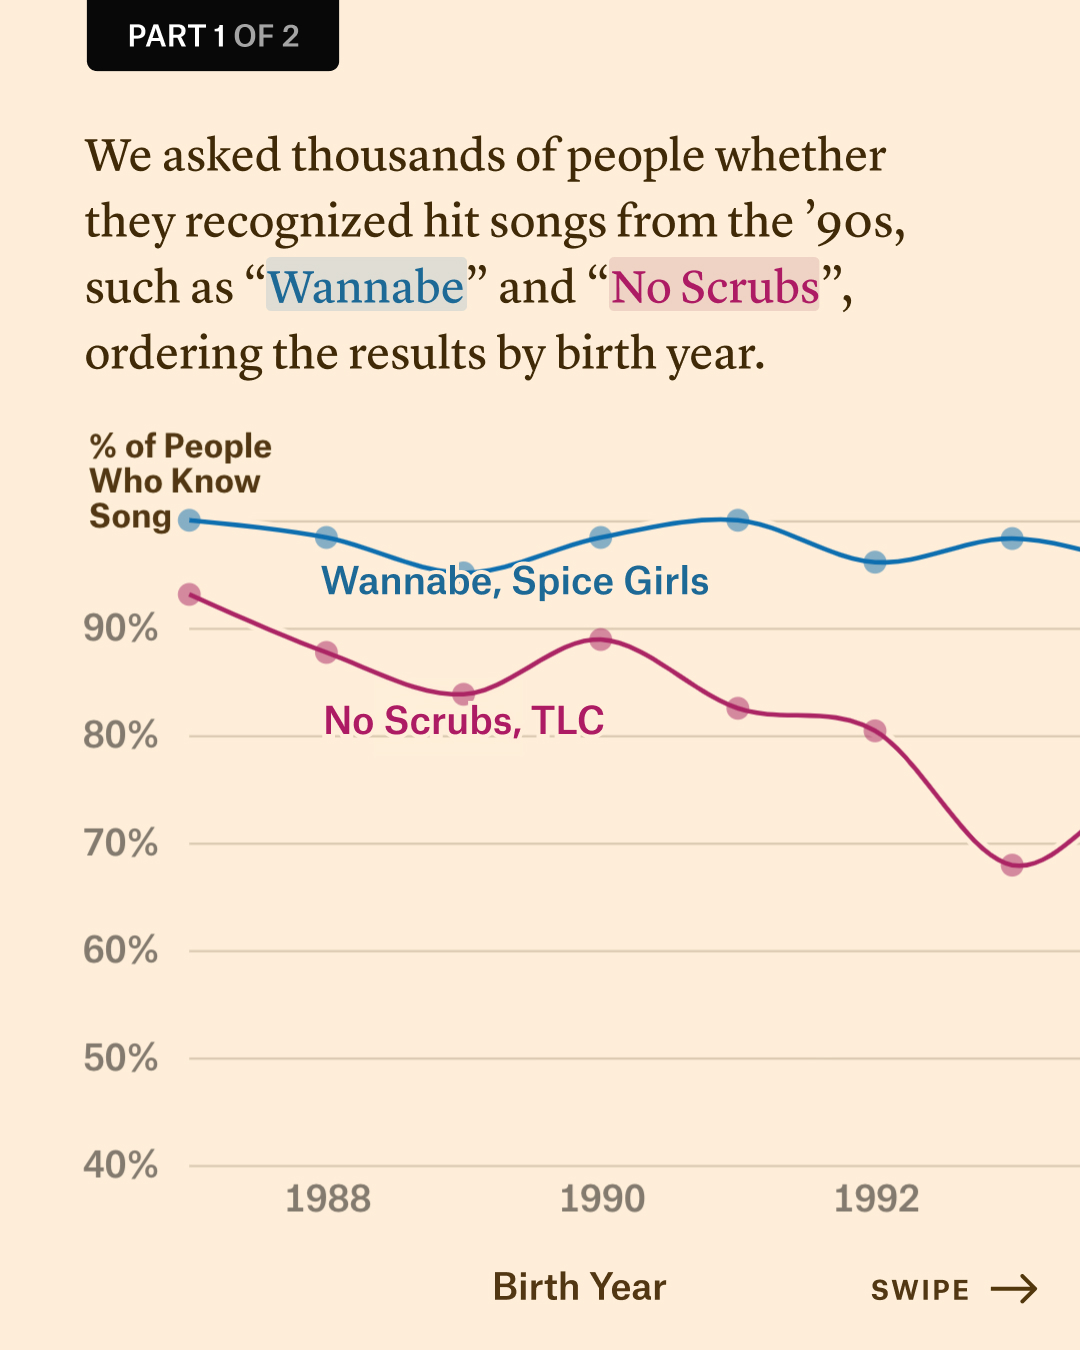 PART 1 OF 2
We asked thousands of people whether
they recognized hit songs from the ’90s,
such as “Wannabe” and “No Scrubs”,
ordering the results by birth year.
% of People
Who Know
Song
Wannabe, Spice Girls
90%
No Scrubs, TLC
80%
70%
60%
50%
40%
1988 1990 1992
Birth Year
SWIPE →